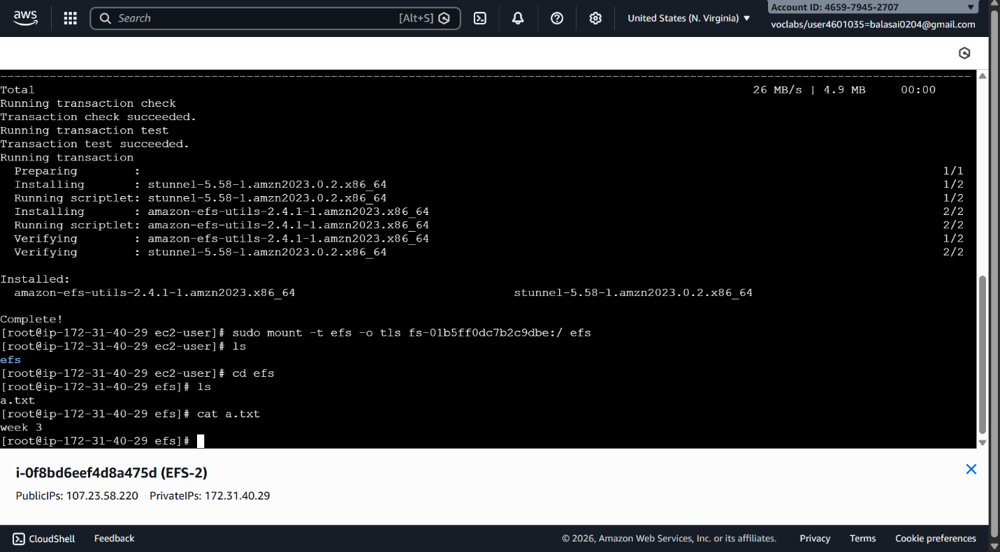 aws
Search [Alt+S]
United States (N. Virginia)
Account ID: 4659-7945-2707
voclabs/user4601035=balasai0204@gmail.com
--------------------------------------------------------------------------------
Total 26 MB/s | 4.9 MB 00:00
Running transaction check
Transaction check succeeded.
Running transaction test
Transaction test succeeded.
Running transaction
Preparing : 1/1
Installing : stunnel-5.58-1.amzn2023.0.2.x86_64 1/2
Running scriptlet: stunnel-5.58-1.amzn2023.0.2.x86_64 1/2
Installing : amazon-efs-utils-2.4.1-1.amzn2023.x86_64 2/2
Running scriptlet: amazon-efs-utils-2.4.1-1.amzn2023.x86_64 2/2
Verifying : amazon-efs-utils-2.4.1-1.amzn2023.x86_64 1/2
Verifying : stunnel-5.58-1.amzn2023.0.2.x86_64 2/2
Installed:
amazon-efs-utils-2.4.1-1.amzn2023.x86_64 stunnel-5.58-1.amzn2023.0.2.x86_64
Complete!
[root@ip-172-31-40-29 ec2-user]# sudo mount -t efs -o tls fs-01b5ff0dc7b2c9dbe:/ efs
[root@ip-172-31-40-29 ec2-user]# ls
efs
[root@ip-172-31-40-29 ec2-user]# cd efs
[root@ip-172-31-40-29 efs]# ls
a.txt
[root@ip-172-31-40-29 efs]# cat a.txt
week 3
[root@ip-172-31-40-29 efs]#
i-0f8bd6eef4d8a475d (EFS-2)
PublicIPs: 107.23.58.220 PrivateIPs: 172.31.40.29
CloudShell Feedback © 2026, Amazon Web Services, Inc. or its affiliates. Privacy Terms Cookie preferences